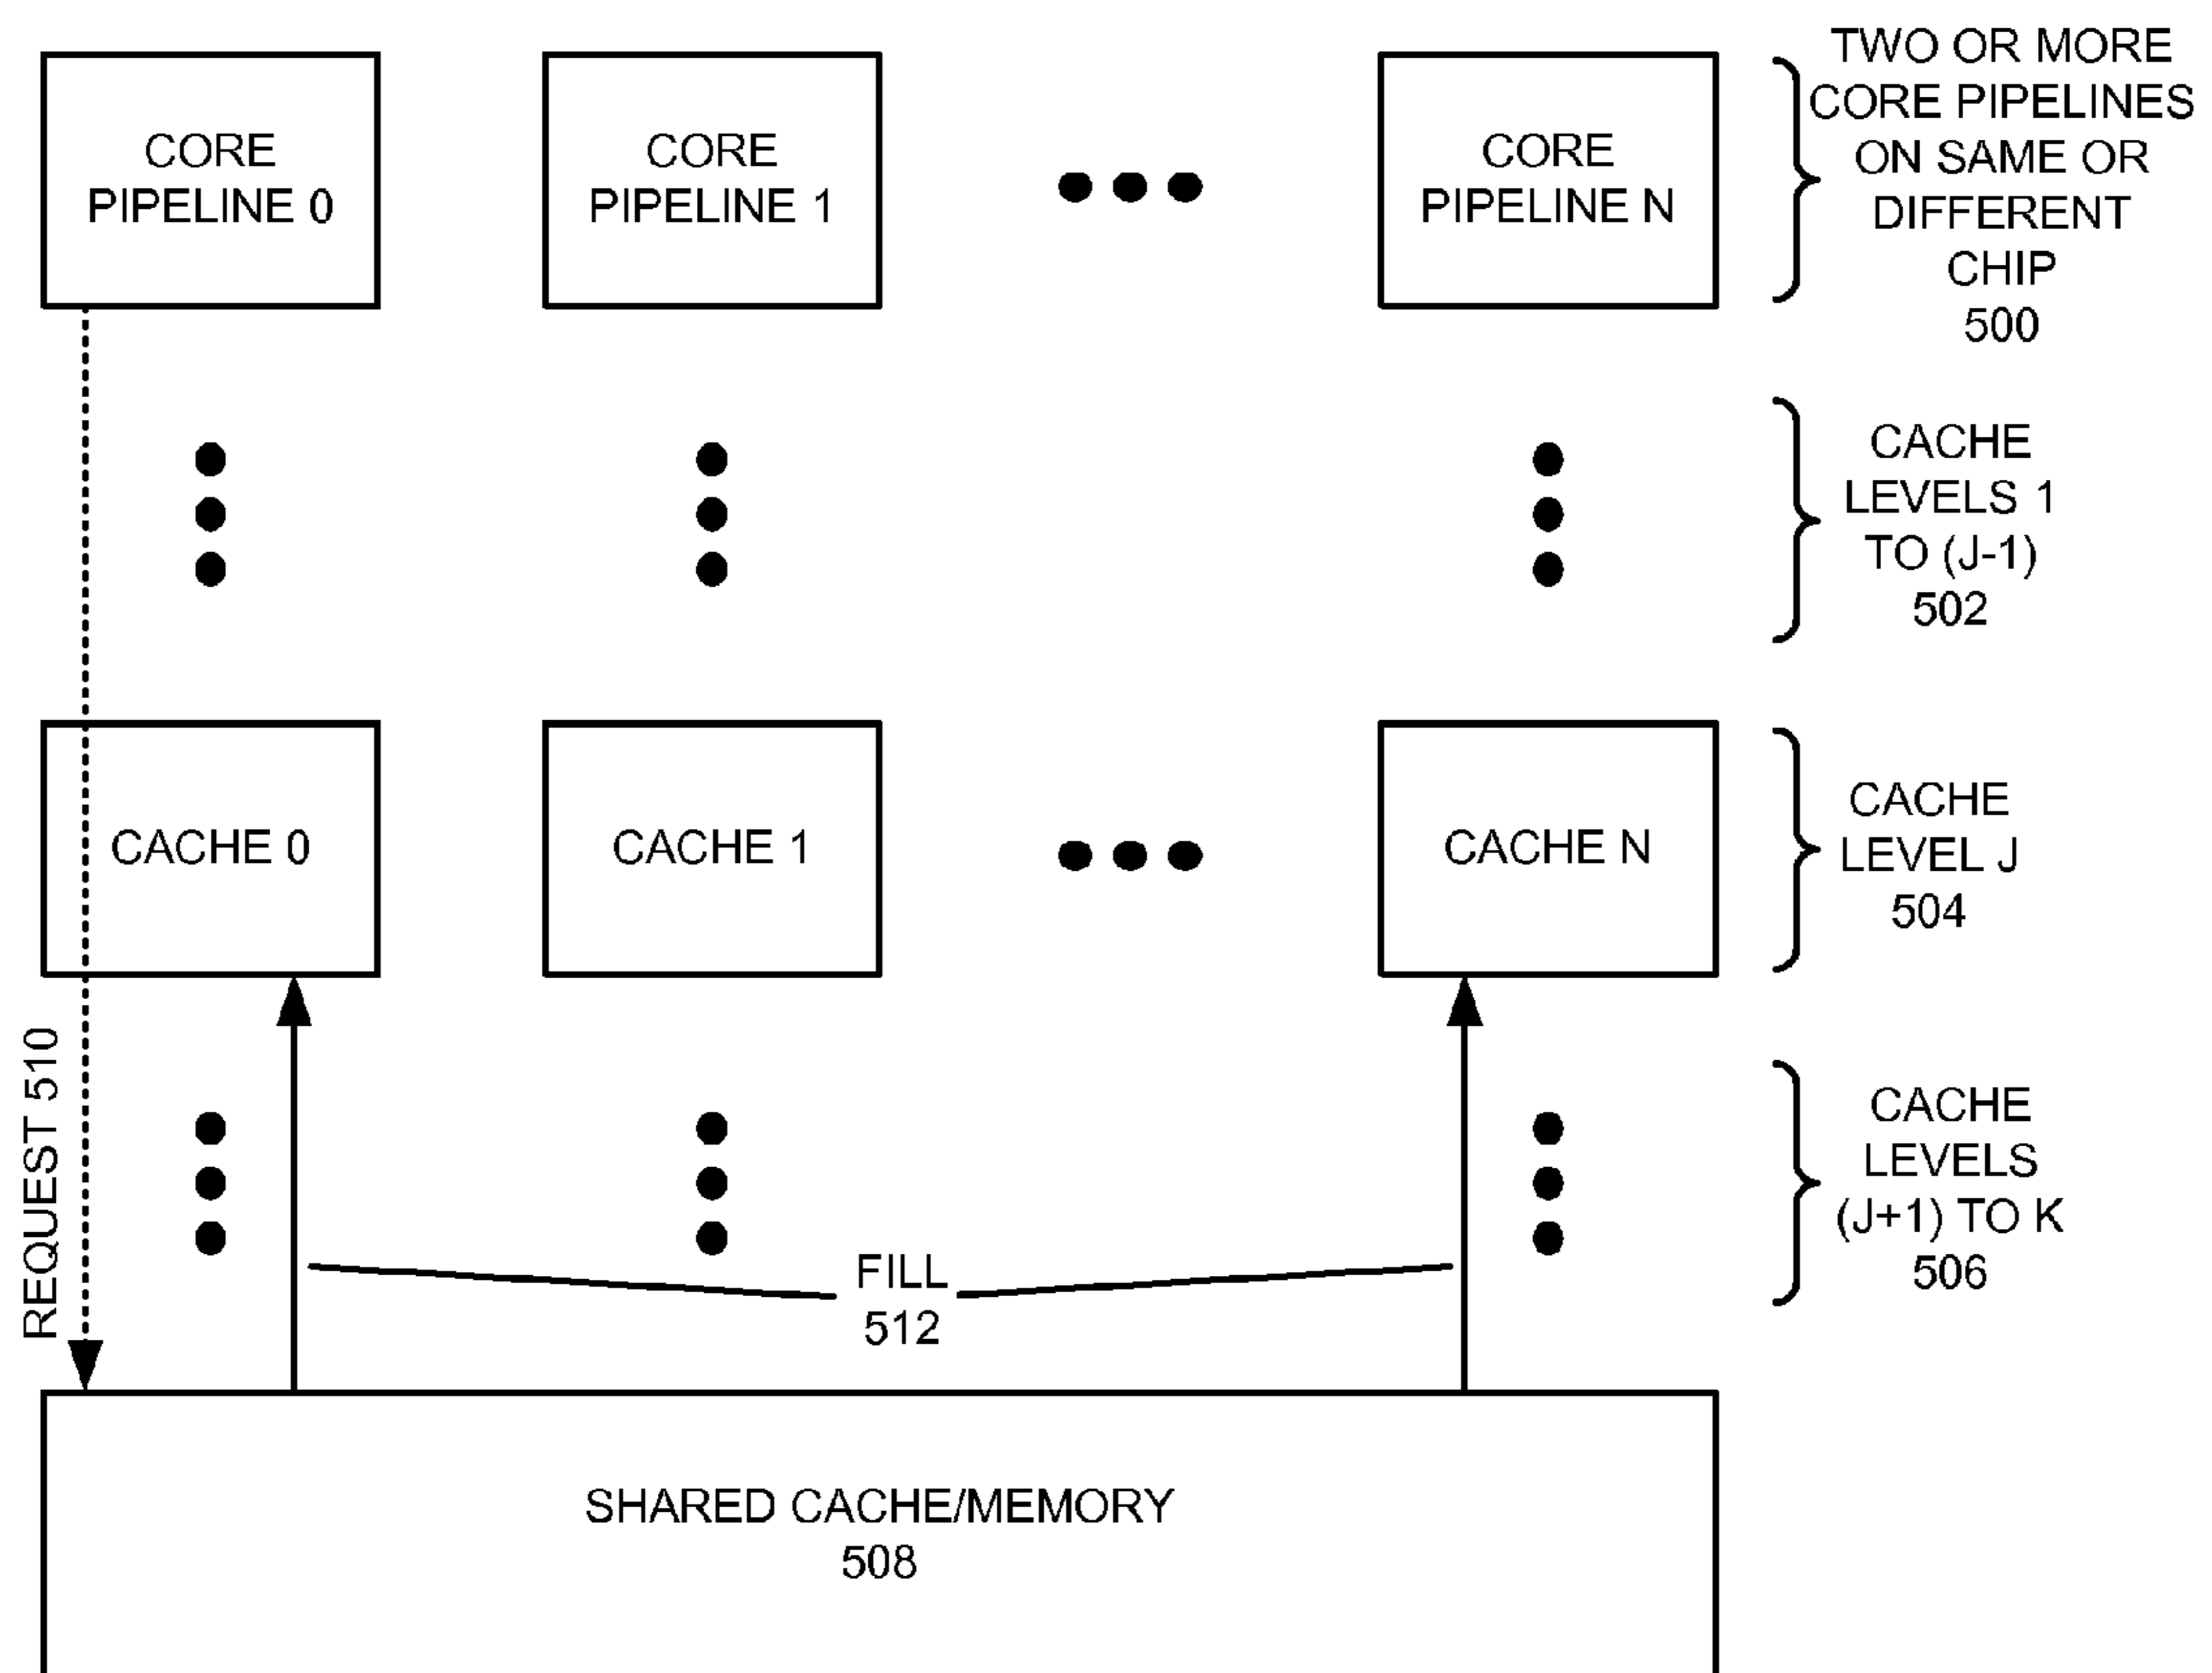 CORE
PIPELINE 0
CORE
PIPELINE 1
CORE
PIPELINE N
TWO OR MORE
CORE PIPELINES
ON SAME OR
DIFFERENT
CHIP
500
CACHE
LEVELS 1
TO (J-1)
502
CACHE 0
CACHE 1
CACHE N
CACHE
LEVEL J
504
REQUEST 510
FILL
512
CACHE
LEVELS
(J+1) TO K
506
SHARED CACHE/MEMORY
508